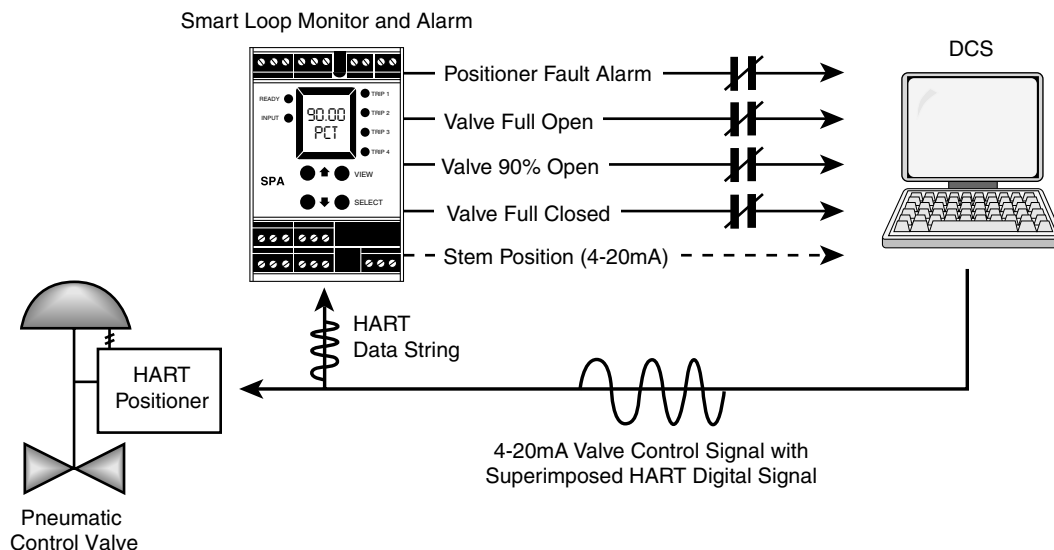 Smart Loop Monitor and Alarm
DCS
READY
INPUT
90.00
PCT
TRIP 1
TRIP 2
TRIP 3
TRIP 4
VIEW
SPA
SELECT
Positioner Fault Alarm
Valve Full Open
Valve 90% Open
Valve Full Closed
Stem Position (4-20mA)
HART
Data String
HART
Positioner
4-20mA Valve Control Signal with
Superimposed HART Digital Signal
Pneumatic
Control Valve